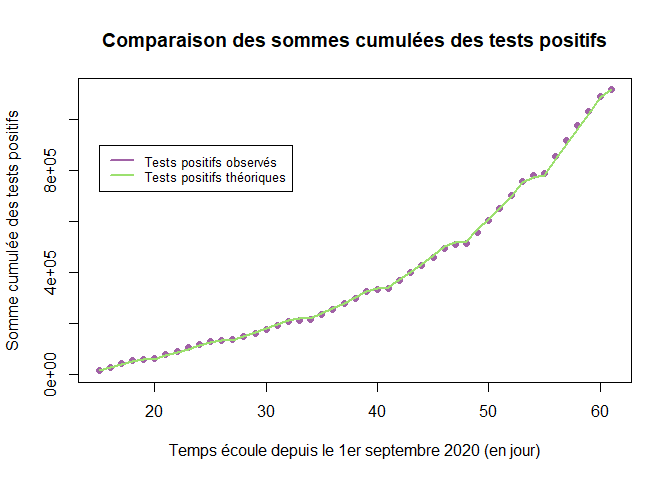 Comparaison des sommes cumulées des tests positifs
Somme cumulée des tests positifs
8e+05
4e+05
0e+00
Tests positifs observés
Tests positifs théoriques
20 30 40 50 60
Temps écoule depuis le 1er septembre 2020 (en jour)